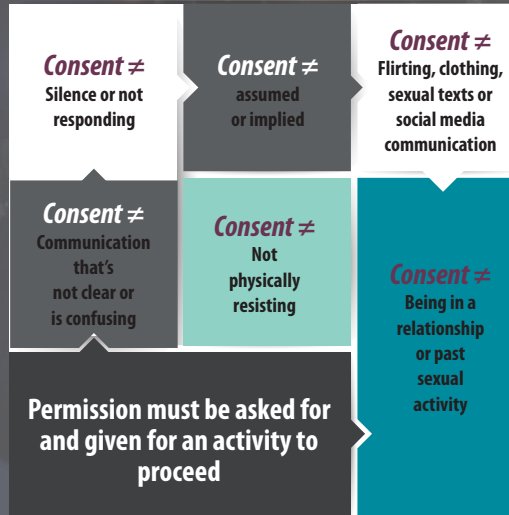 Consent ≠
Silence or not
responding
Consent ≠
assumed
or implied
Consent ≠
Flirting, clothing,
sexual texts or
social media
communication
Consent ≠
Communication
that's
not clear or
is confusing
Consent ≠
Not
physically
resisting
Consent ≠
Being in a
relationship
or past
sexual
activity
Permission must be asked for
and given for an activity to
proceed